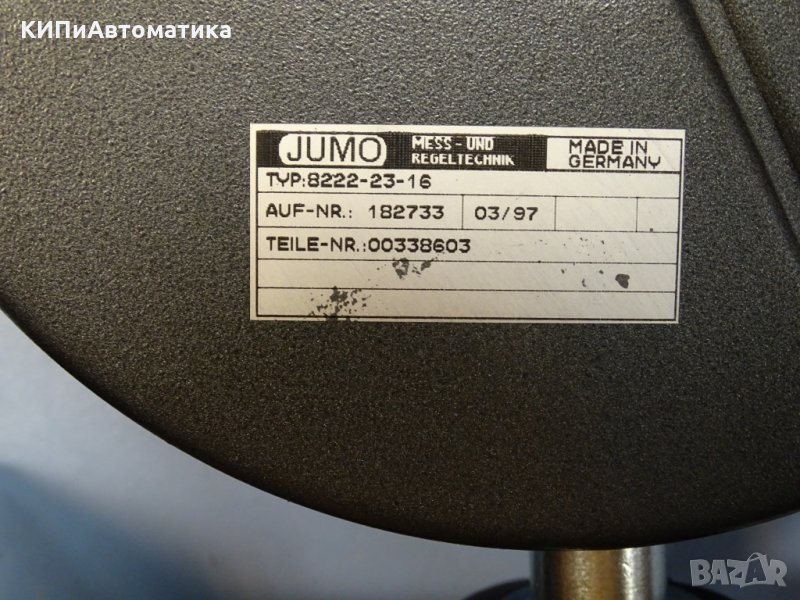 КИПиАвтоматика
JUMO
MESS-UND
REGELTECHNIK
MADE IN
GERMANY
TYP:8222-23-16
AUF-NR.: 182733 03/97
TEILE-NR.:00338603
BAZAR